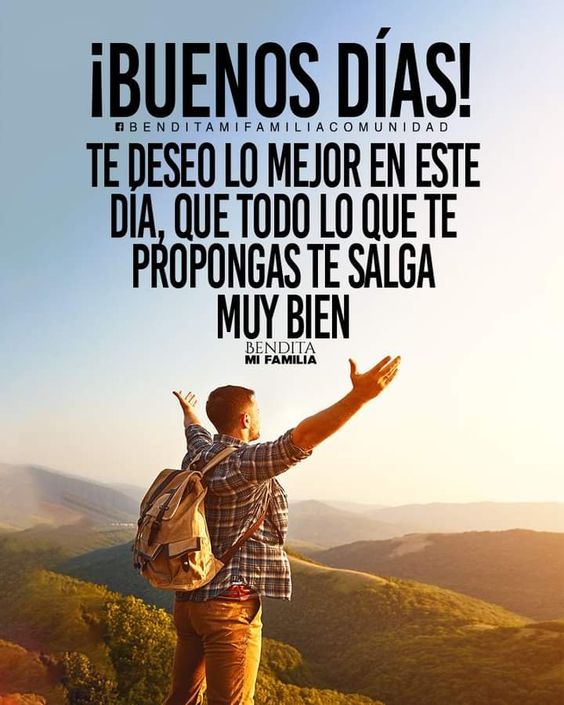 ¡BUENOS DÍAS!
BENDITAMIFAMILIACOMUNIDAD
TE DESEO LO MEJOR EN ESTE
DÍA, QUE TODO LO QUE TE
PROPONGAS TE SALGA
MUY BIEN
BENDITA
MI FAMILIA